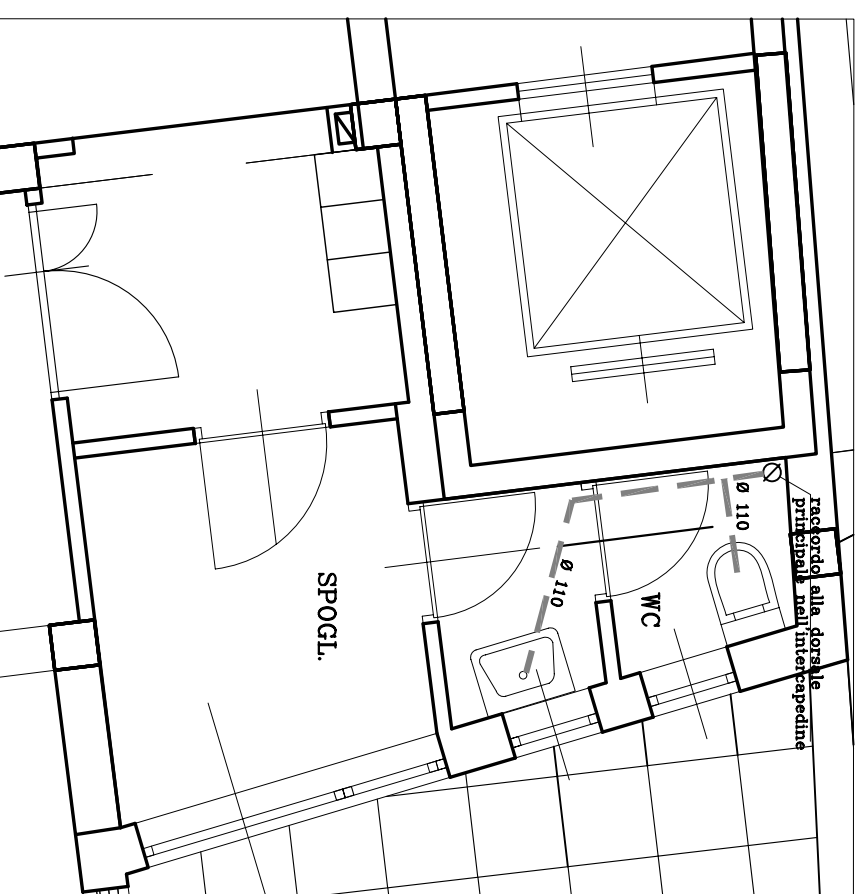 SPOGL.
WC
Ø 110
Ø 110
raccordo alla dorsale
principale nell'intercapedine